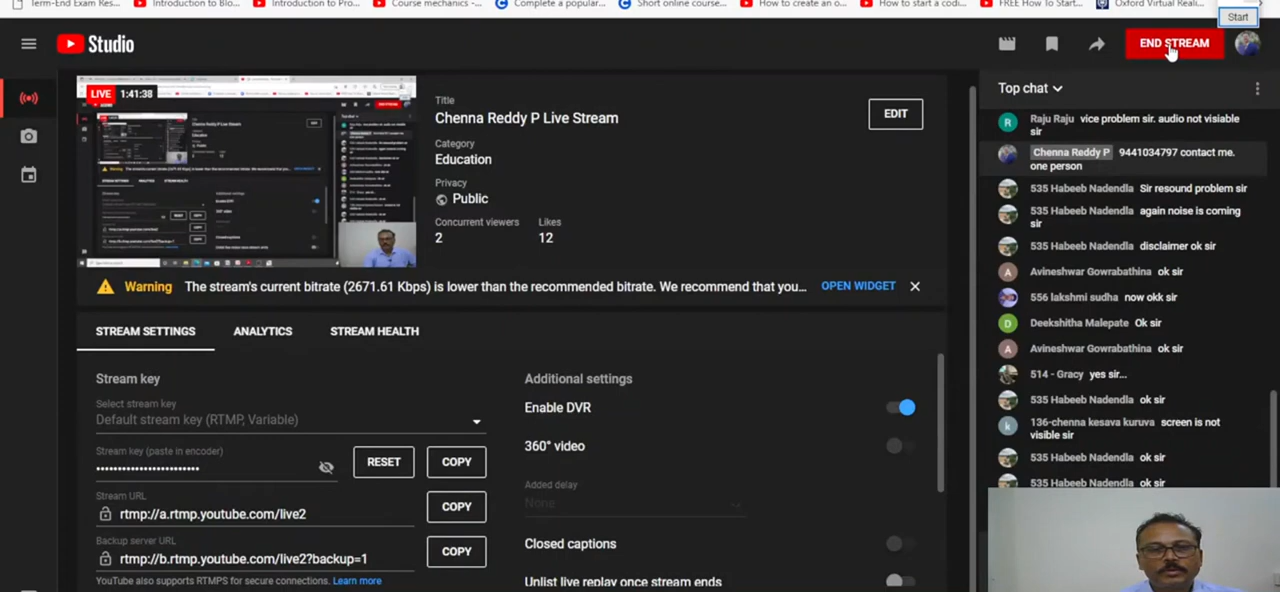 Term-End Exam Res...
Introduction to Blo...
Introduction to Pro...
Course mechanics -...
Complete a popular...
Short online course...
How to create an o...
How to start a codi...
FREE How To Start...
Oxford Virtual Reali...
Start
Studio
END STREAM
LIVE 1:41:38
Title
Chenna Reddy P Live Stream
EDIT
Category
Education
Privacy
Public
Concurrent viewers
Likes
2
12
Warning The stream's current bitrate (2671.61 Kbps) is lower than the recommended bitrate. We recommend that you... OPEN WIDGET
STREAM SETTINGS
ANALYTICS
STREAM HEALTH
Stream key
Select stream key
Default stream key (RTMP, Variable)
Stream key (paste in encoder)
RESET
COPY
Stream URL
rtmp://a.rtmp.youtube.com/live2
COPY
Backup server URL
rtmp://b.rtmp.youtube.com/live2?backup=1
COPY
YouTube also supports RTMPS for secure connections. Learn more
Additional settings
Enable DVR
360° video
Added delay
None
Closed captions
Unlist live replay once stream ends
Top chat
Raju Raju vice problem sir. audio not visiable
sir
Chenna Reddy P 9441034797 contact me.
one person
535 Habeeb Nadendla Sir resound problem sir
535 Habeeb Nadendla again noise is coming
sir
535 Habeeb Nadendla disclaimer ok sir
Avineshwar Gowrabathina ok sir
556 lakshmi sudha now okk sir
Deekshitha Malepate Ok sir
Avineshwar Gowrabathina ok sir
514 - Gracy yes sir...
535 Habeeb Nadendla ok sir
136-chenna kesava kuruva screen is not
visible sir
535 Habeeb Nadendla ok sir
535 Habeeb Nadendla ok sir